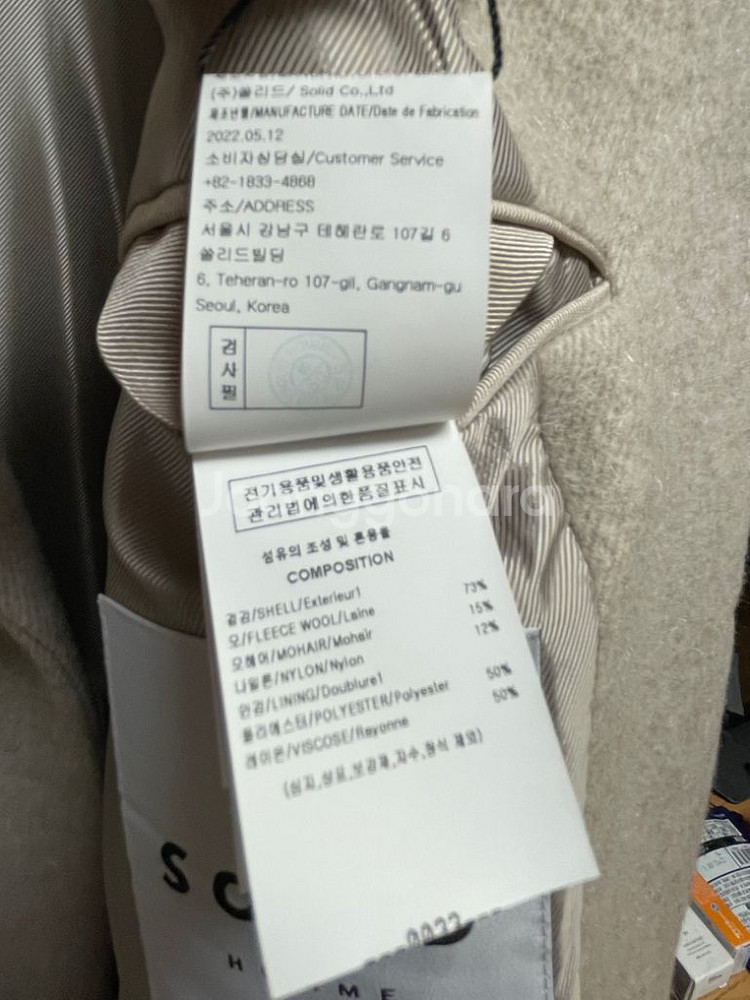 (주)쏠리드/ Solid Co.,Ltd
제조년월/MANUFACTURE DATE/Date de Fabrication
2022.05.12
소비자상담실/Customer Service
+82-1833-4868
주소/ADDRESS
서울시 강남구 테헤란로 107길 6
쏠리드빌딩
6, Teheran-ro 107-gil, Gangnam-gu
Seoul, Korea
검
사
필
전기용품및생활용품안전
관리법에의한품질표시
섬유의 조성 및 혼용률
COMPOSITION
겉감/SHELL/Exterieur1
모/FLEECE WOOL/Laine 73%
모헤어/MOHAIR/Mohair 15%
나일론/NYLON/Nylon 12%
안감/LINING/Doublure1
폴리에스터/POLYESTER/Polyester 50%
레이온/VISCOSE/Rayonne 50%
(심지,상표,보강재,자수,장식 제외)